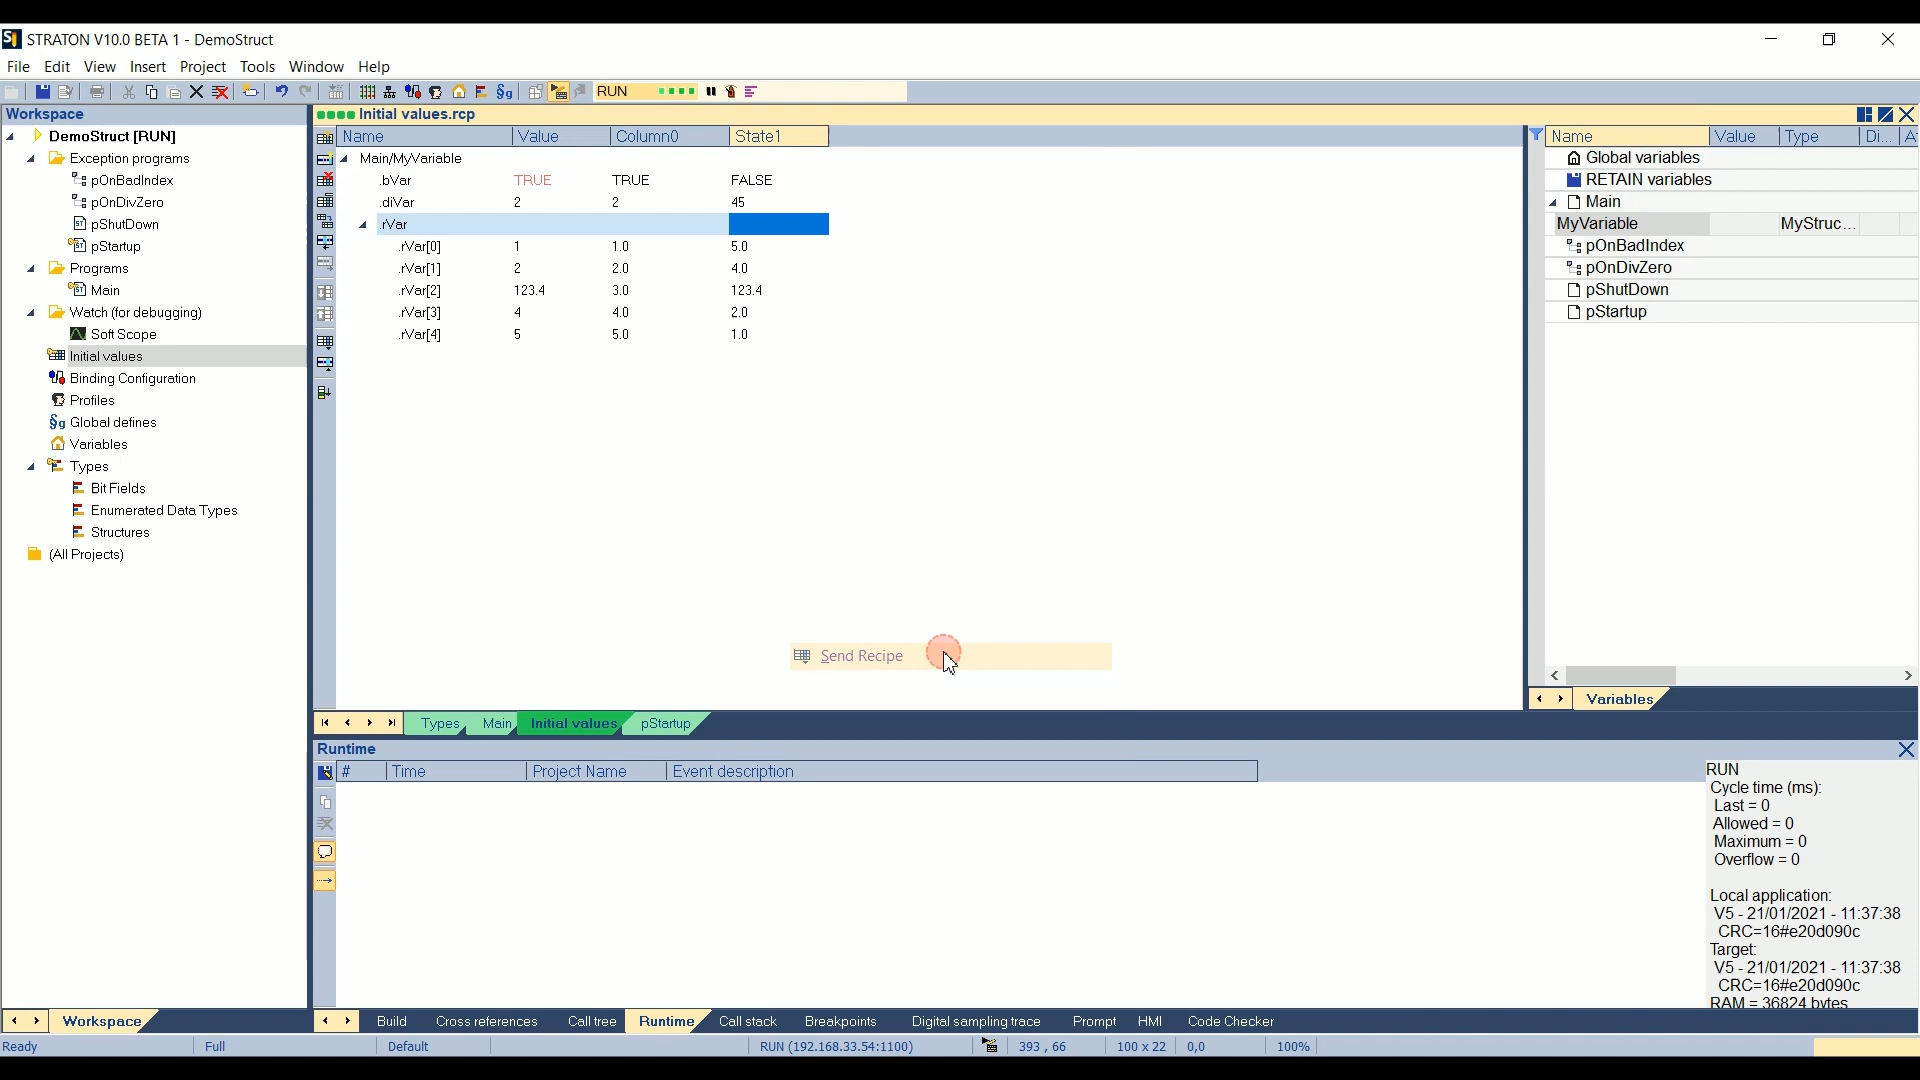 STRATON V10.0 BETA 1 - DemoStruct
File Edit View Insert Project Tools Window Help
RUN
Workspace
DemoStruct [RUN]
Exception programs
pOnBadIndex
pOnDivZero
pShutDown
pStartup
Programs
Main
Watch (for debugging)
Soft Scope
Initial values
Binding Configuration
Profiles
Global defines
Variables
Types
Bit Fields
Enumerated Data Types
Structures
(All Projects)
Workspace
Initial values.rcp
Name Value Column0 State1
Main/MyVariable
.bVar TRUE TRUE FALSE
.diVar 2 2 45
.rVar
.rVar[0] 1 1.0 5.0
.rVar[1] 2 2.0 4.0
.rVar[2] 123.4 3.0 123.4
.rVar[3] 4 4.0 2.0
.rVar[4] 5 5.0 1.0
Send Recipe
Types Main Initial values pStartup
Name Value Type Di... A
Global variables
RETAIN variables
Main
MyVariable MyStruc...
pOnBadIndex
pOnDivZero
pShutDown
pStartup
Variables
Runtime
# Time Project Name Event description
RUN
Cycle time (ms):
Last = 0
Allowed = 0
Maximum = 0
Overflow = 0
Local application:
V5 - 21/01/2021 - 11:37:38
CRC=16#e20d090c
Target:
V5 - 21/01/2021 - 11:37:38
CRC=16#e20d090c
RAM = 36824 bytes
Build Cross references Call tree Runtime Call stack Breakpoints Digital sampling trace Prompt HMI Code Checker
Ready Full Default RUN (192.168.33.54:1100) 393 , 66 100 x 22 0,0 100%